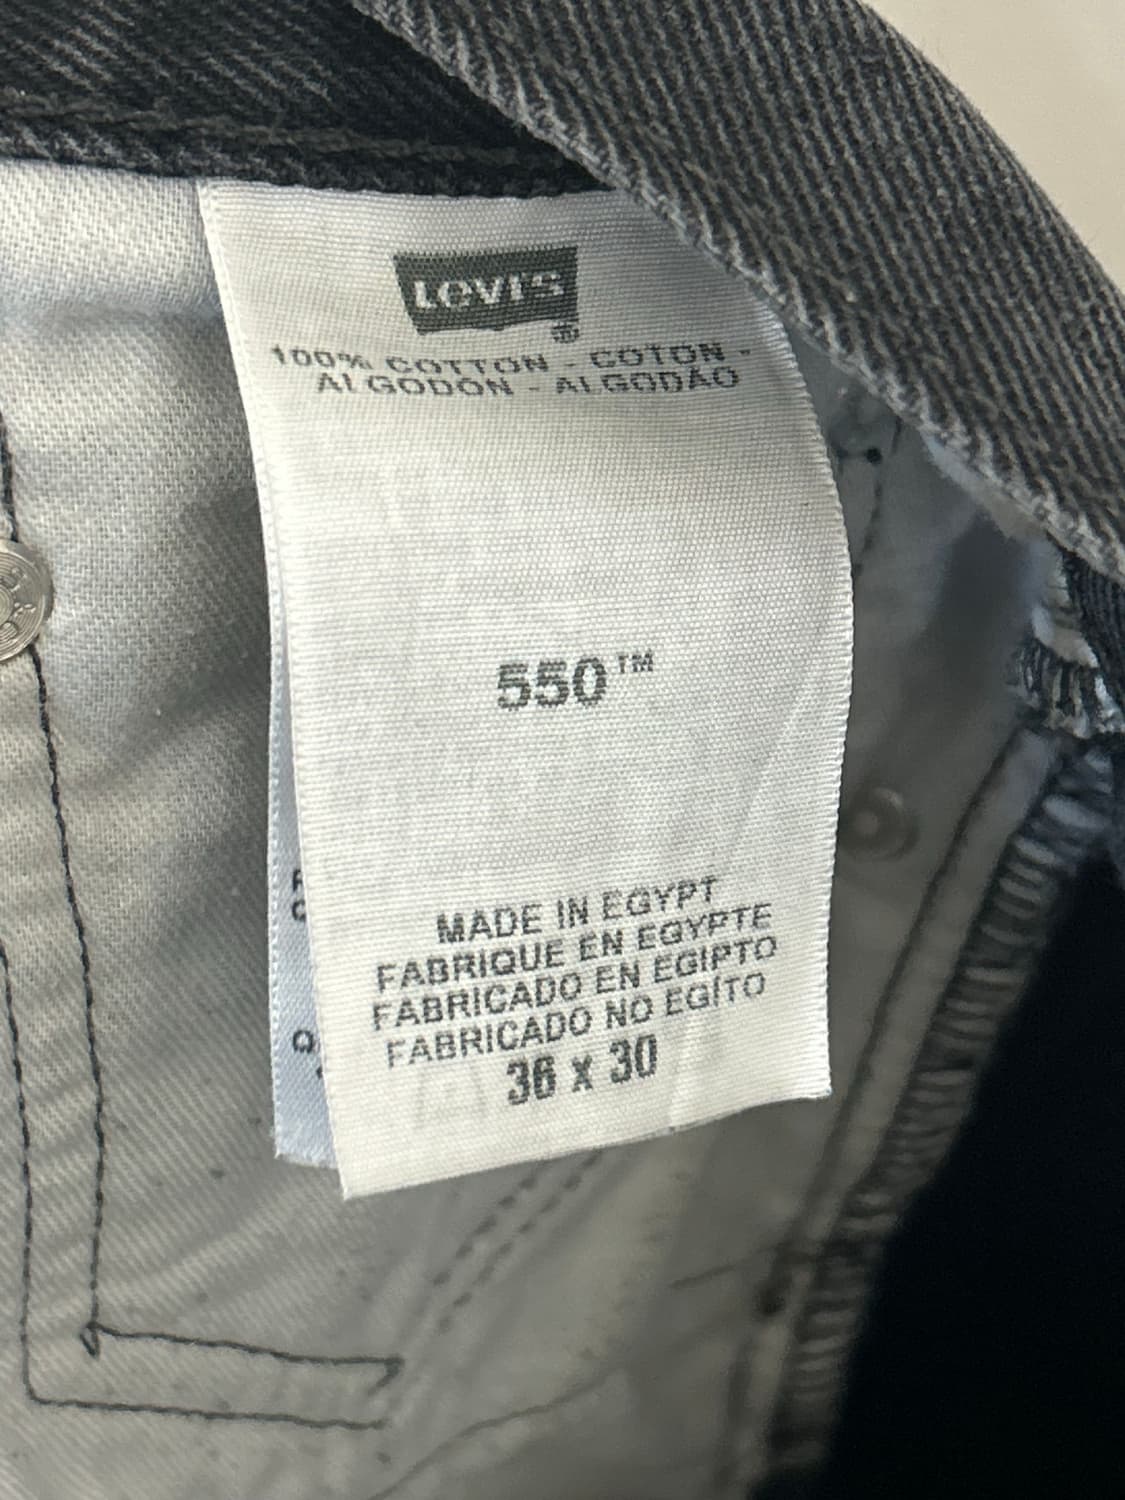 LEVI'S
®
100% COTTON - COTON -
ALGODÓN - ALGODÃO
550™
MADE IN EGYPT
FABRIQUE EN EGYPTE
FABRICADO EN EGIPTO
FABRICADO NO EGÍTO
36 x 30